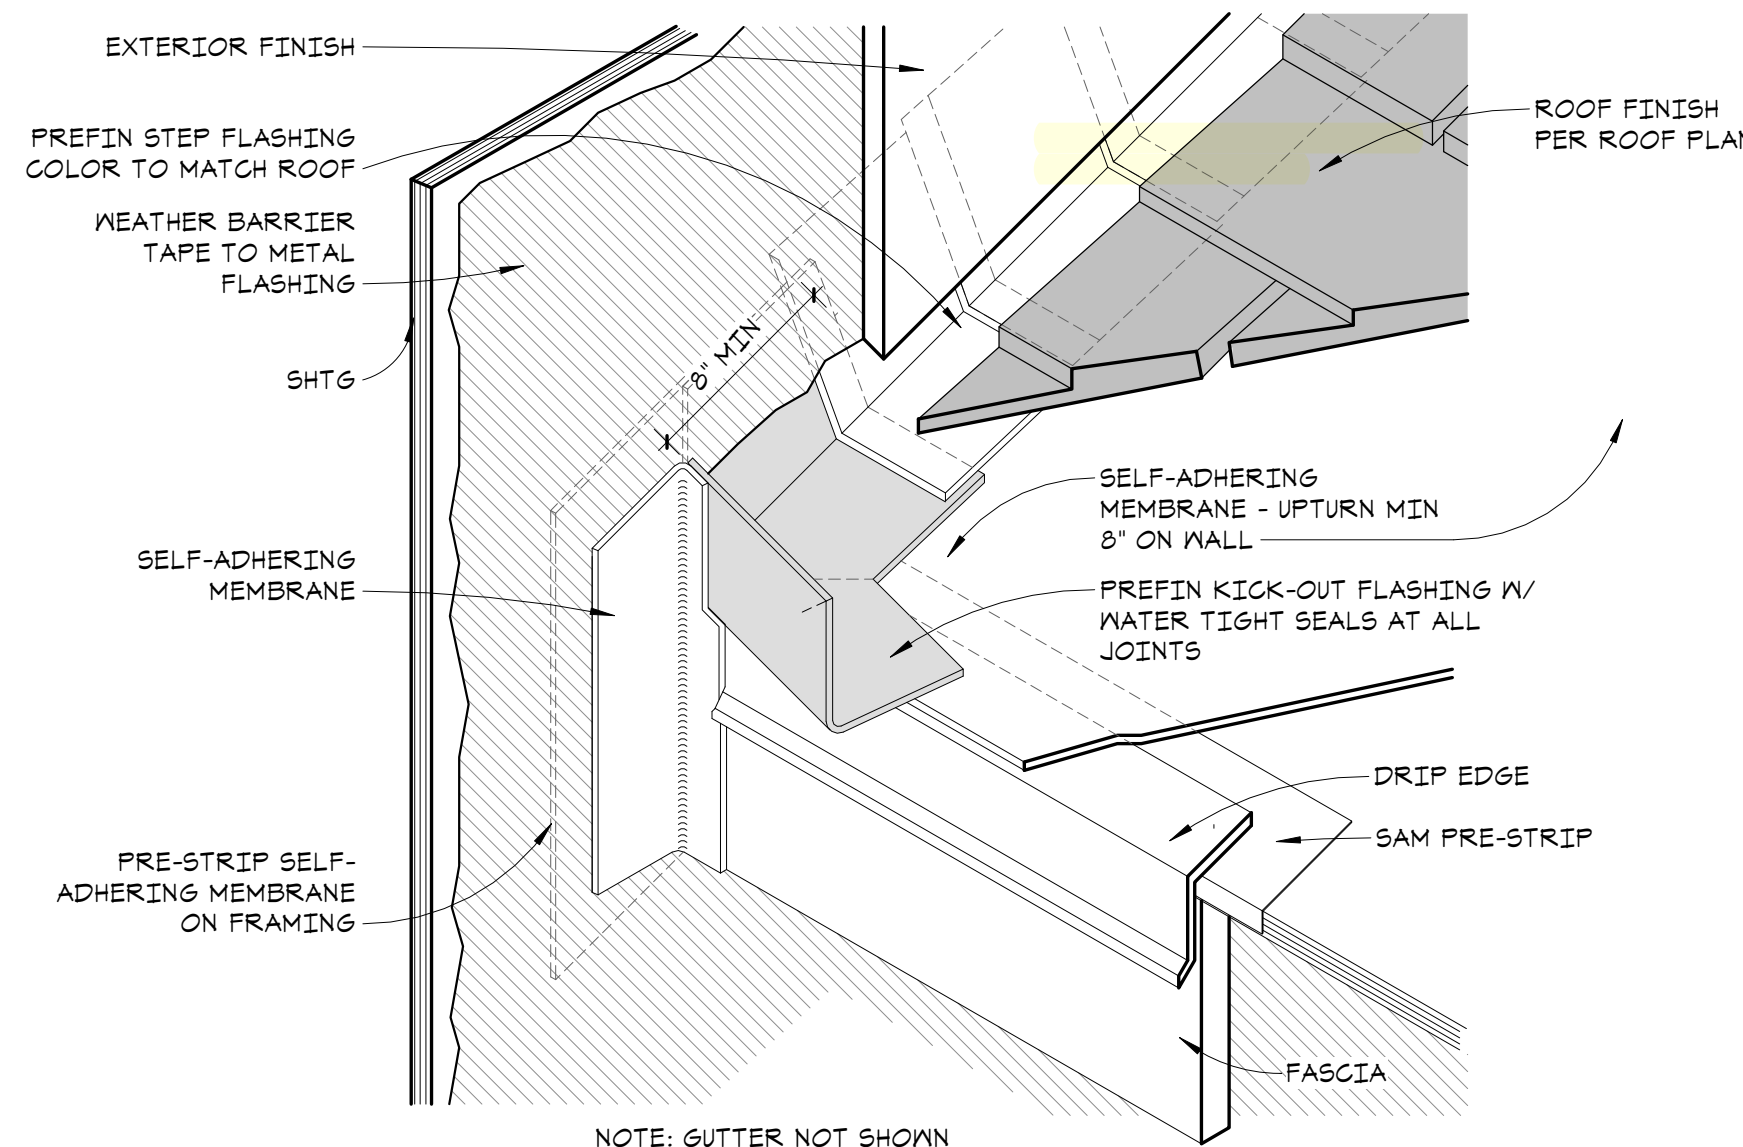 EXTERIOR FINISH
PREFIN STEP FLASHING
COLOR TO MATCH ROOF
WEATHER BARRIER
TAPE TO METAL
FLASHING
SHTG
8" MIN
SELF-ADHERING
MEMBRANE
PRE-STRIP SELF-
ADHERING MEMBRANE
ON FRAMING
ROOF FINISH
PER ROOF PLAN
SELF-ADHERING
MEMBRANE - UPTURN MIN
8" ON WALL
PREFIN KICK-OUT FLASHING W/
WATER TIGHT SEALS AT ALL
JOINTS
DRIP EDGE
SAM PRE-STRIP
FASCIA
NOTE: GUTTER NOT SHOWN